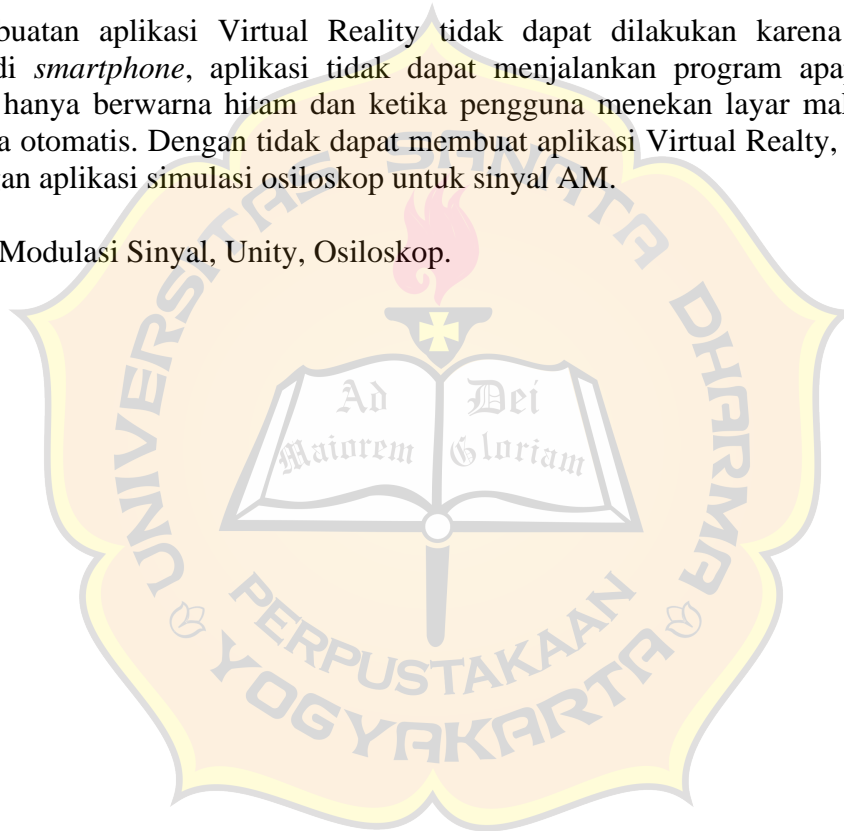 buatan aplikasi Virtual Reality tidak dapat dilakukan karena
di smartphone, aplikasi tidak dapat menjalankan program
hanya berwarna hitam dan ketika pengguna menekan layar
a otomatis. Dengan tidak dapat membuat aplikasi Virtual Realty,
an aplikasi simulasi osiloskop untuk sinyal AM.
Modulasi Sinyal, Unity, Osiloskop.
UNIVERSITAS SANATA DHARMA
Ad Dei
Maiorem Gloriam
PERPUSTAKAAN
YOGYAKARTA